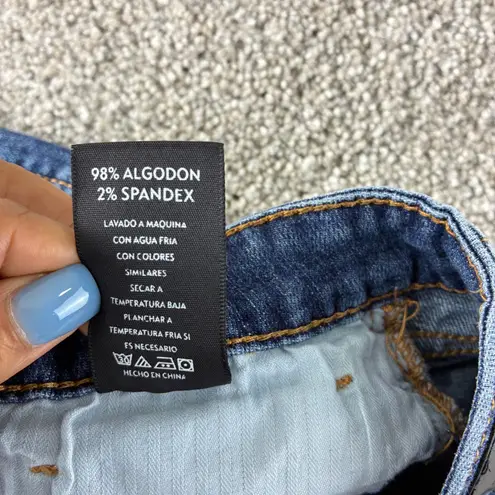 98% ALGODON
2% SPANDEX
LAVADO A MAQUINA
CON AGUA FRIA
CON COLORES
SIMILARES
SECAR A
TEMPERATURA BAJA
PLANCHAR A
TEMPERATURA FRIA SI
ES NECESARIO
HECHO EN CHINA